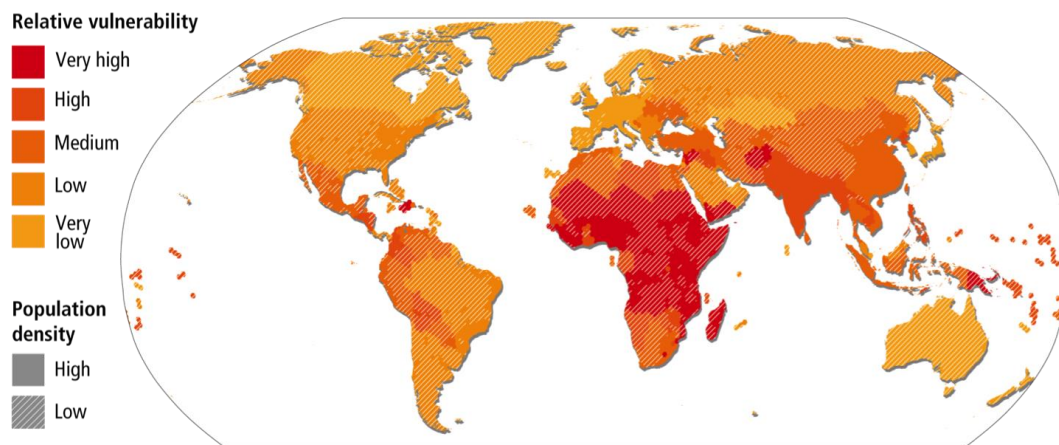 Relative vulnerability
Very high
High
Medium
Low
Very
low
Population
density
High
Low